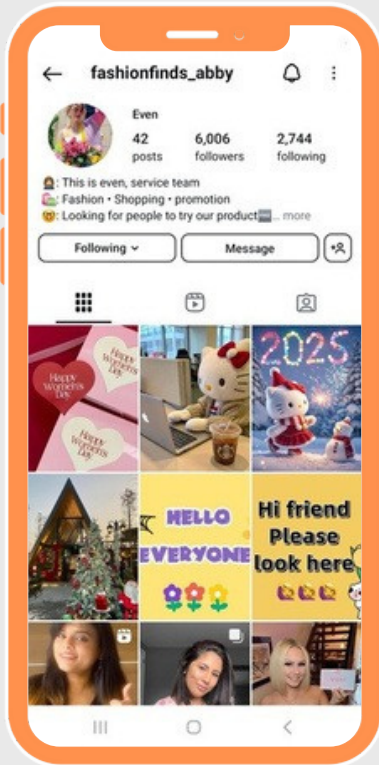 fashionfinds_abby
Even
42
6,006
2,744
posts
followers
following
: This is even, service team
: Fashion • Shopping • promotion
: Looking for people to try our product... more
Following
Message
Happy
Women's
Day
Happy
Women's
Day
Happy
Women's
Day
2025
HELLO
EVERYONE
Hi friend
Please
look here